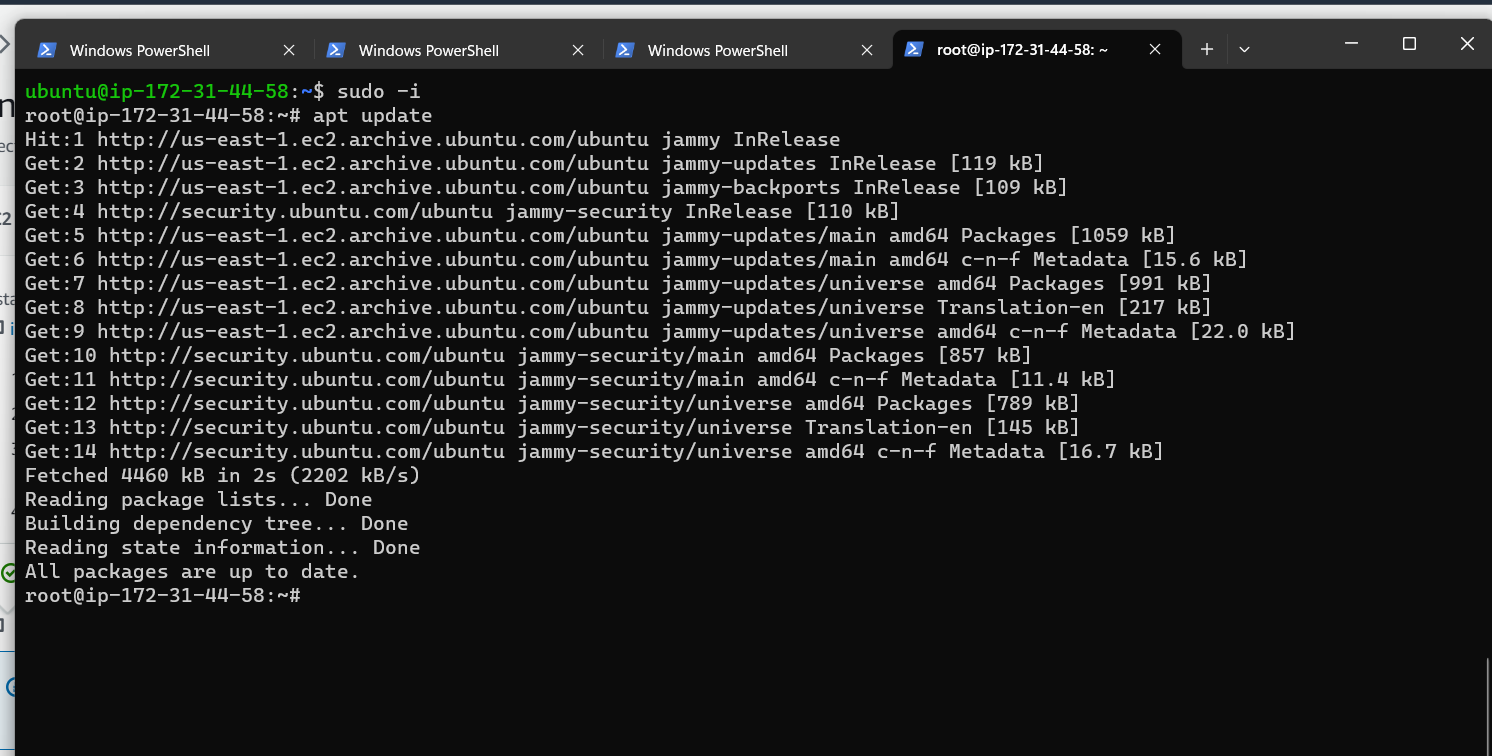 Windows PowerShell
Windows PowerShell
Windows PowerShell
root@ip-172-31-44-58: ~
ubuntu@ip-172-31-44-58:~$ sudo -i
root@ip-172-31-44-58:~# apt update
Hit:1 http://us-east-1.ec2.archive.ubuntu.com/ubuntu jammy InRelease
Get:2 http://us-east-1.ec2.archive.ubuntu.com/ubuntu jammy-updates InRelease [119 kB]
Get:3 http://us-east-1.ec2.archive.ubuntu.com/ubuntu jammy-backports InRelease [109 kB]
Get:4 http://security.ubuntu.com/ubuntu jammy-security InRelease [110 kB]
Get:5 http://us-east-1.ec2.archive.ubuntu.com/ubuntu jammy-updates/main amd64 Packages [1059 kB]
Get:6 http://us-east-1.ec2.archive.ubuntu.com/ubuntu jammy-updates/main amd64 c-n-f Metadata [15.6 kB]
Get:7 http://us-east-1.ec2.archive.ubuntu.com/ubuntu jammy-updates/universe amd64 Packages [991 kB]
Get:8 http://us-east-1.ec2.archive.ubuntu.com/ubuntu jammy-updates/universe Translation-en [217 kB]
Get:9 http://us-east-1.ec2.archive.ubuntu.com/ubuntu jammy-updates/universe amd64 c-n-f Metadata [22.0 kB]
Get:10 http://security.ubuntu.com/ubuntu jammy-security/main amd64 Packages [857 kB]
Get:11 http://security.ubuntu.com/ubuntu jammy-security/main amd64 c-n-f Metadata [11.4 kB]
Get:12 http://security.ubuntu.com/ubuntu jammy-security/universe amd64 Packages [789 kB]
Get:13 http://security.ubuntu.com/ubuntu jammy-security/universe Translation-en [145 kB]
Get:14 http://security.ubuntu.com/ubuntu jammy-security/universe amd64 c-n-f Metadata [16.7 kB]
Fetched 4460 kB in 2s (2202 kB/s)
Reading package lists... Done
Building dependency tree... Done
Reading state information... Done
All packages are up to date.
root@ip-172-31-44-58:~#